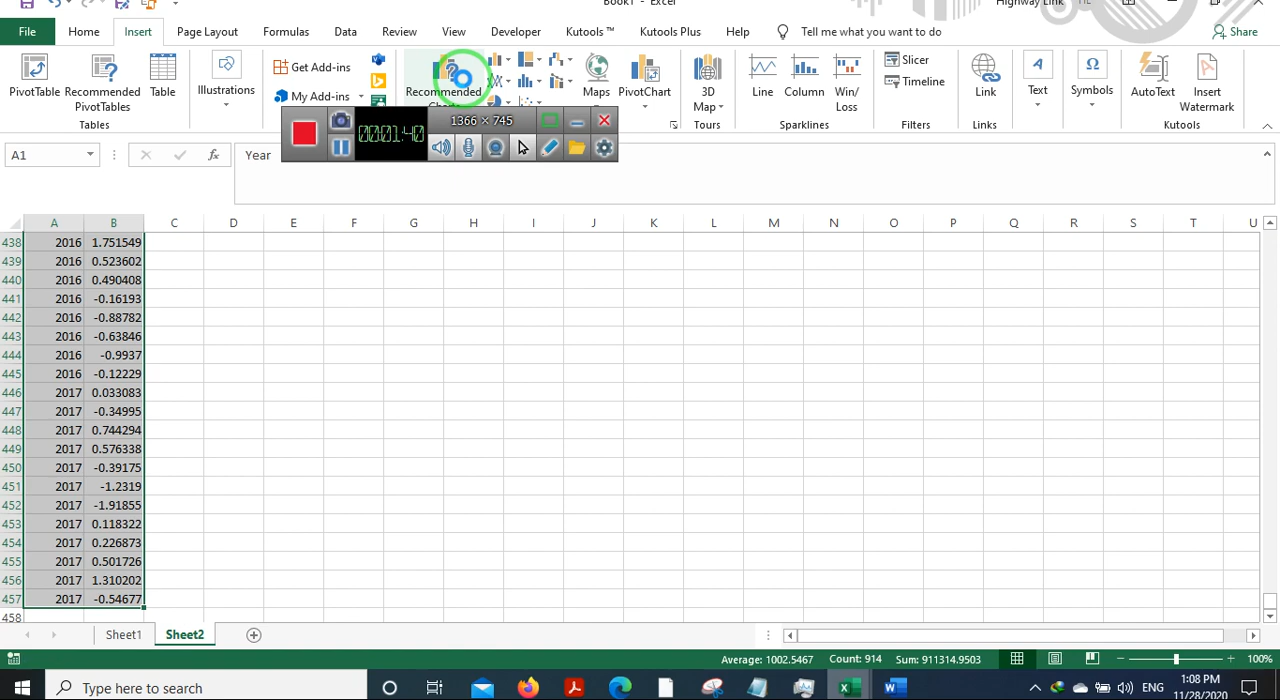 Book1 - Excel
Highway Link
File Home Insert Page Layout Formulas Data Review View Developer Kutools ™ Kutools Plus Help Tell me what you want to do Share
PivotTable Recommended PivotTables Table
Tables
Illustrations
Get Add-ins
My Add-ins
Recommended
Maps
PivotChart
3D Map
Tours
Line Column Win/Loss
Sparklines
Slicer
Timeline
Filters
Link
Links
Text
Symbols
AutoText Insert Watermark
Kutools
1366 × 745
A1 fx Year
A B C D E F G H I J K L M N O P Q R S T U
438 2016 1.751549
439 2016 0.523602
440 2016 0.490408
441 2016 -0.16193
442 2016 -0.88782
443 2016 -0.63846
444 2016 -0.9937
445 2016 -0.12229
446 2017 0.033083
447 2017 -0.34995
448 2017 0.744294
449 2017 0.576338
450 2017 -0.39175
451 2017 -1.2319
452 2017 -1.91855
453 2017 0.118322
454 2017 0.226873
455 2017 0.501726
456 2017 1.310202
457 2017 -0.54677
458
Sheet1 Sheet2
Average: 1002.5467 Count: 914 Sum: 911314.9503 100%
Type here to search
ENG
1:08 PM
11/28/2020